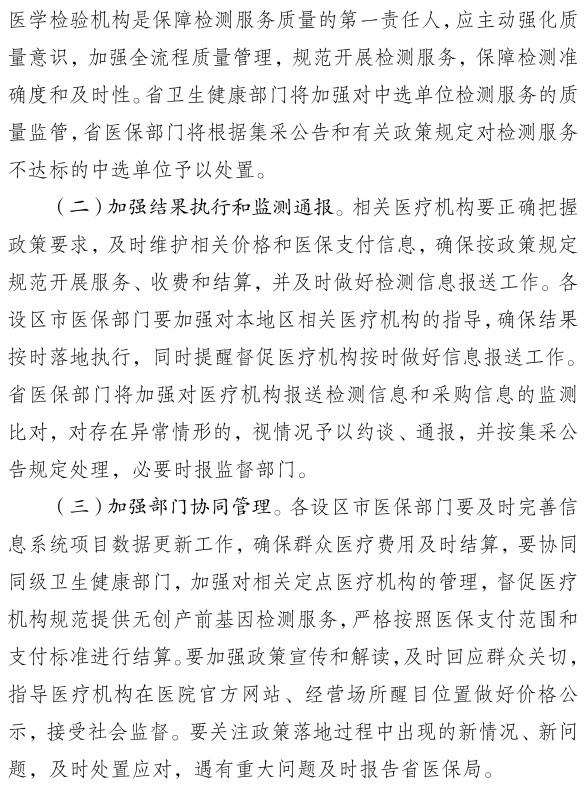 医学检验机构是保障检测服务质量的第一责任人，应主动强化质
量意识，加强全流程质量管理，规范开展检测服务，保障检测准
确度和及时性。省卫生健康部门将加强对中选单位检测服务的质
量监管，省医保部门将根据集采公告和有关政策规定对检测服务
不达标的中选单位予以处置。
（二）加强结果执行和监测通报。相关医疗机构要正确把握
政策要求，及时维护相关价格和医保支付信息，确保按政策规定
规范开展服务、收费和结算，并及时做好检测信息报送工作。各
设区市医保部门要加强对本地区相关医疗机构的指导，确保结果
按时落地执行，同时提醒督促医疗机构按时做好信息报送工作。
省医保部门将加强对医疗机构报送检测信息和采购信息的监测
比对，对存在异常情形的，视情况予以约谈、通报，并按集采公
告规定处理，必要时报监督部门。
（三）加强部门协同管理。各设区市医保部门要及时完善信
息系统项目数据更新工作，确保群众医疗费用及时结算，要协同
同级卫生健康部门，加强对相关定点医疗机构的管理，督促医疗
机构规范提供无创产前基因检测服务，严格按照医保支付范围和
支付标准进行结算。要加强政策宣传和解读，及时回应群众关切，
指导医疗机构在医院官方网站、经营场所醒目位置做好价格公
示，接受社会监督。要关注政策落地过程中出现的新情况、新问
题，及时处置应对，遇有重大问题及时报告省医保局。